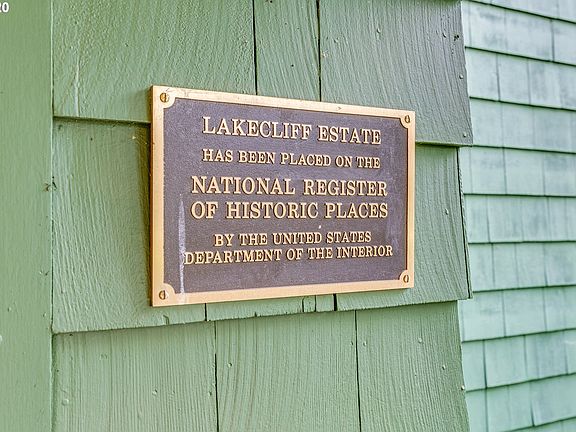 20
LAKECLIFF ESTATE
HAS BEEN PLACED ON THE
NATIONAL REGISTER
OF HISTORIC PLACES
BY THE UNITED STATES
DEPARTMENT OF THE INTERIOR